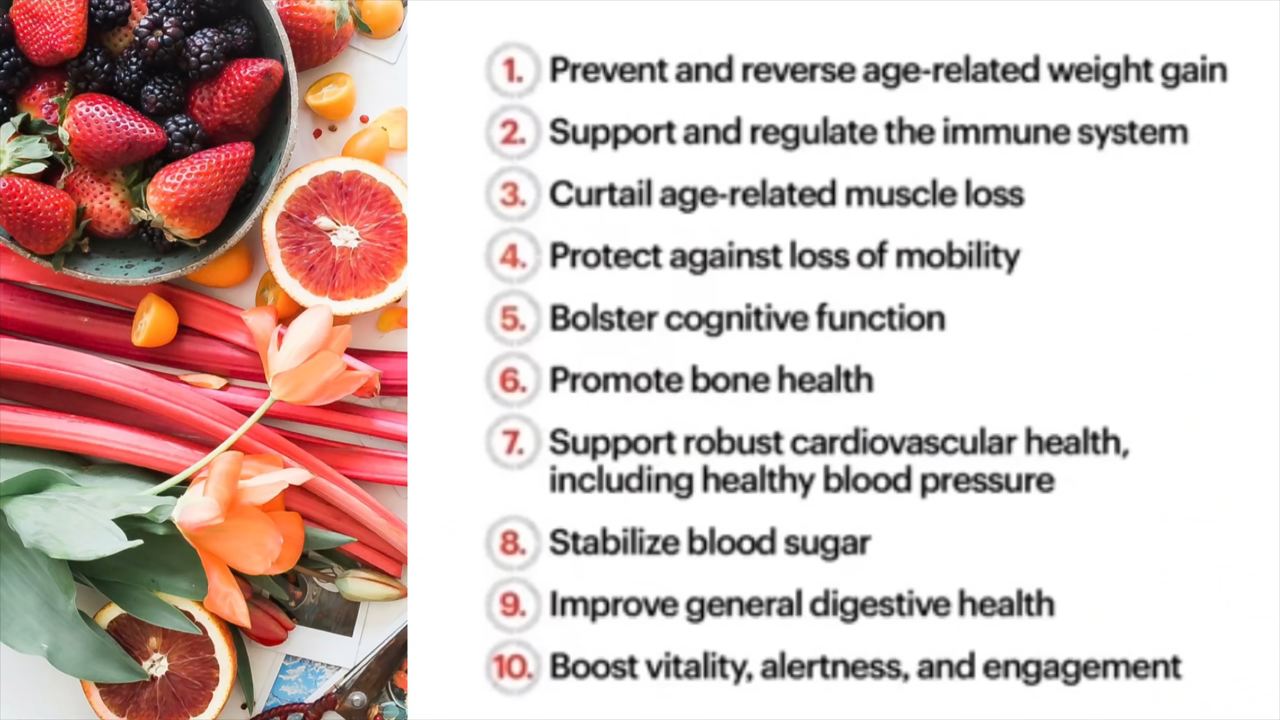 1. Prevent and reverse age-related weight gain
2. Support and regulate the immune system
3. Curtail age-related muscle loss
4. Protect against loss of mobility
5. Bolster cognitive function
6. Promote bone health
7. Support robust cardiovascular health,
including healthy blood pressure
8. Stabilize blood sugar
9. Improve general digestive health
10. Boost vitality, alertness, and engagement